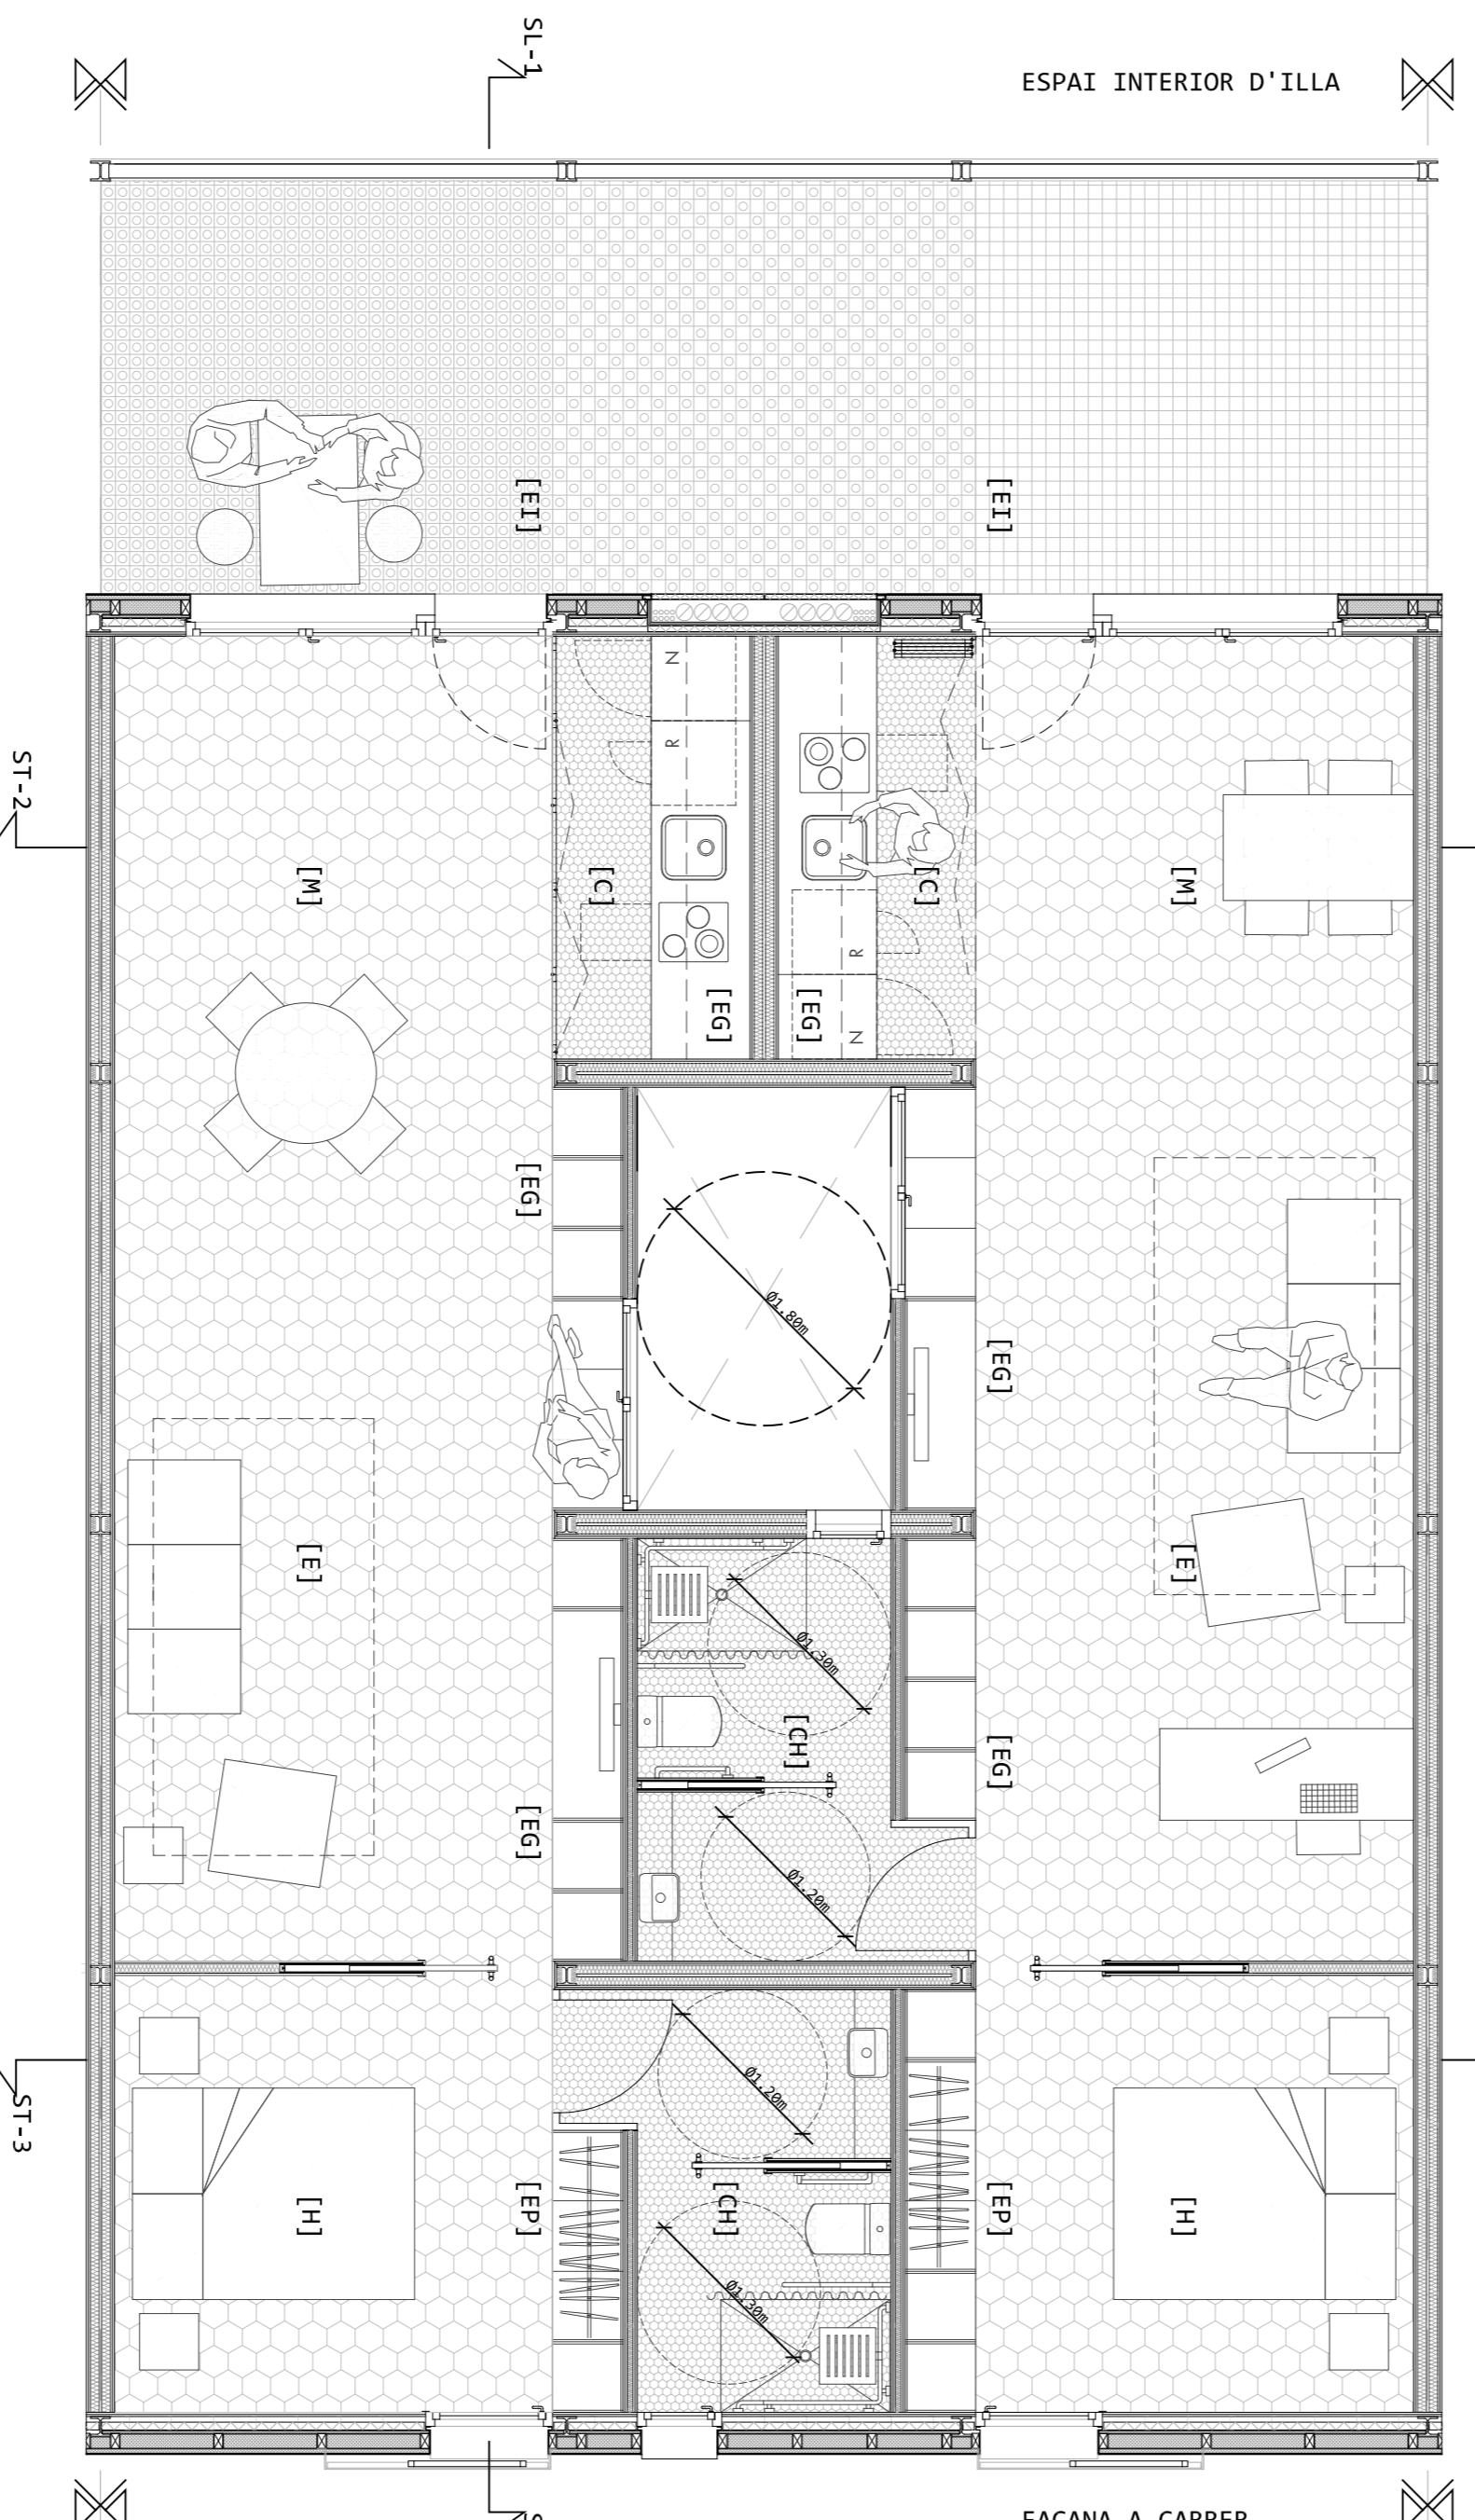 SL-1
ESPAI INTERIOR D'ILLA
[EI]
[EI]
N
R
ST-2
[M]
[C]
[C]
[M]
R
[EG]
[EG]
N
[EG]
Ø1.80m
[EG]
[E]
[E]
Ø1.30m
[CH]
[EG]
[EG]
Ø1.20m
Ø1.20m
ST-3
[H]
[EP]
[CH]
[EP]
[H]
Ø1.30m